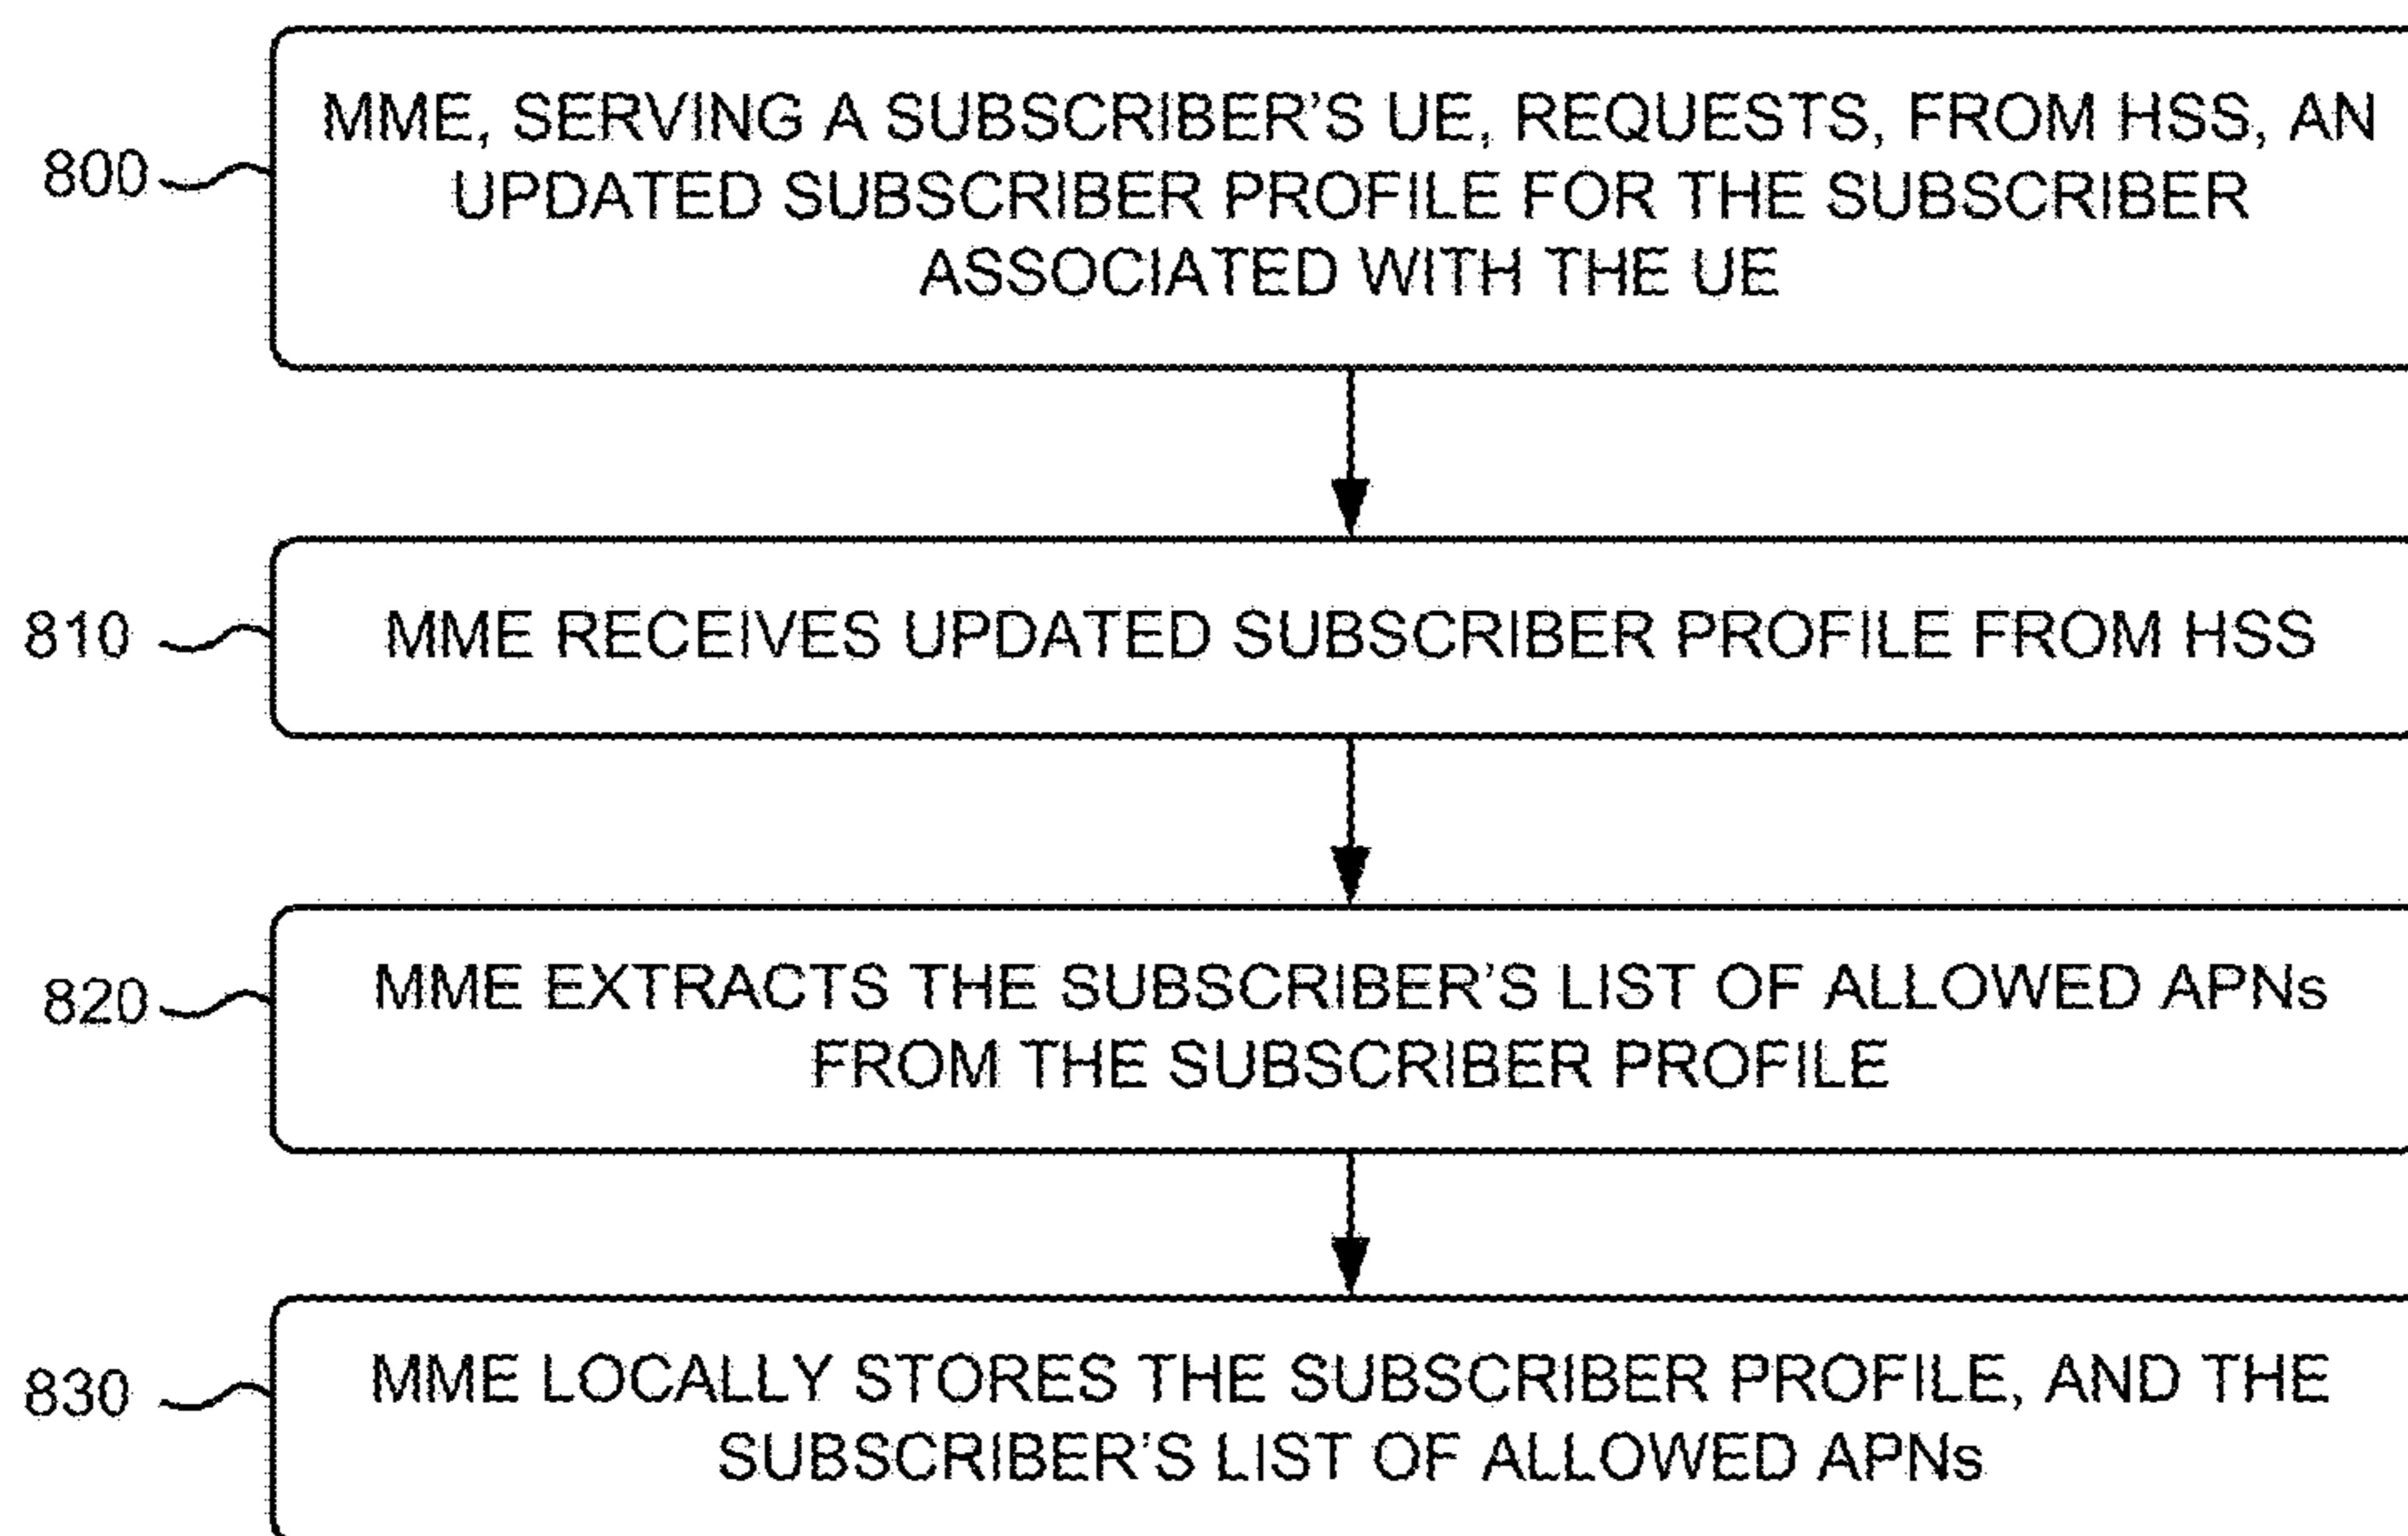 800
MME, SERVING A SUBSCRIBER'S UE, REQUESTS, FROM HSS, AN
UPDATED SUBSCRIBER PROFILE FOR THE SUBSCRIBER
ASSOCIATED WITH THE UE
810
MME RECEIVES UPDATED SUBSCRIBER PROFILE FROM HSS
820
MME EXTRACTS THE SUBSCRIBER'S LIST OF ALLOWED APNs
FROM THE SUBSCRIBER PROFILE
830
MME LOCALLY STORES THE SUBSCRIBER PROFILE, AND THE
SUBSCRIBER'S LIST OF ALLOWED APNs